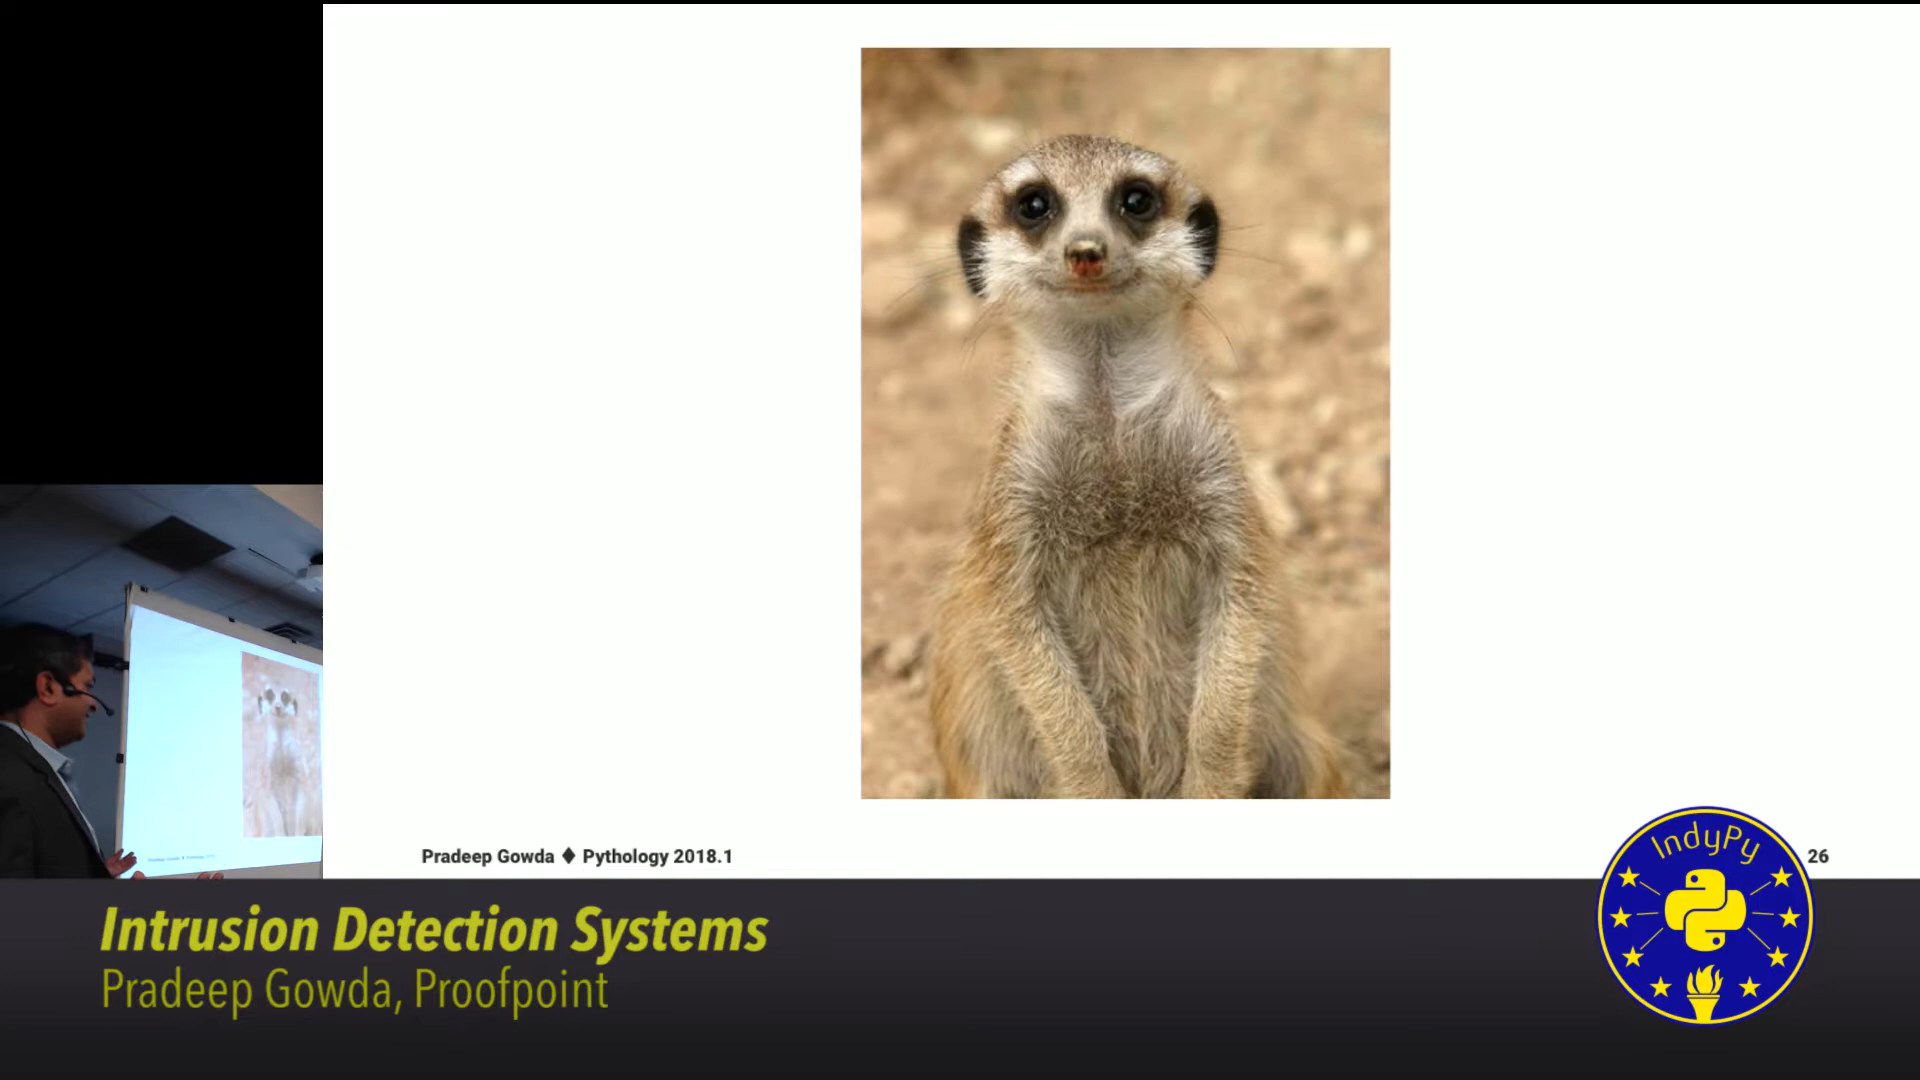 Pradeep Gowda ♦ Pythology 2018.1
26
IndyPy
Intrusion Detection Systems
Pradeep Gowda, Proofpoint